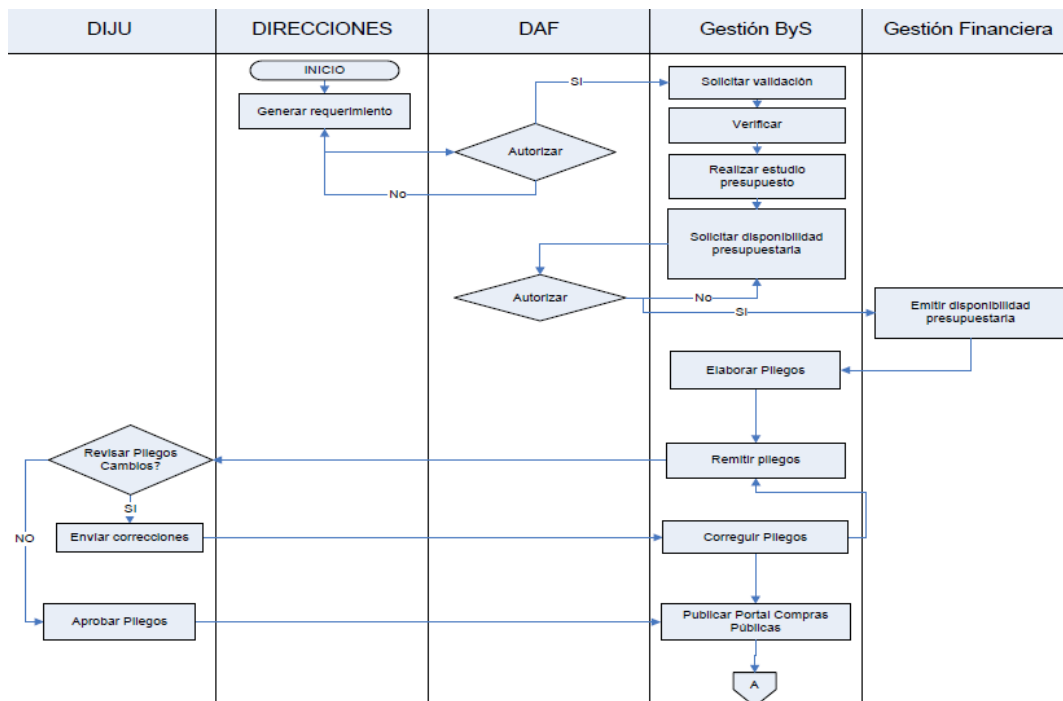 DIJU
DIRECCIONES
DAF
Gestión ByS
Gestión Financiera
INICIO
SI
Solicitar validación
Generar requerimiento
Verificar
Autorizar
Realizar estudio
presupuesto
No
Solicitar disponibilidad
presupuestaria
Autorizar
No
SI
Emitir disponibilidad
presupuestaria
Elaborar Pliegos
Revisar Pliegos
Cambios?
Remitir pliegos
SI
NO
Enviar correcciones
Correguir Pliegos
Aprobar Pliegos
Publicar Portal Compras
Públicas
A